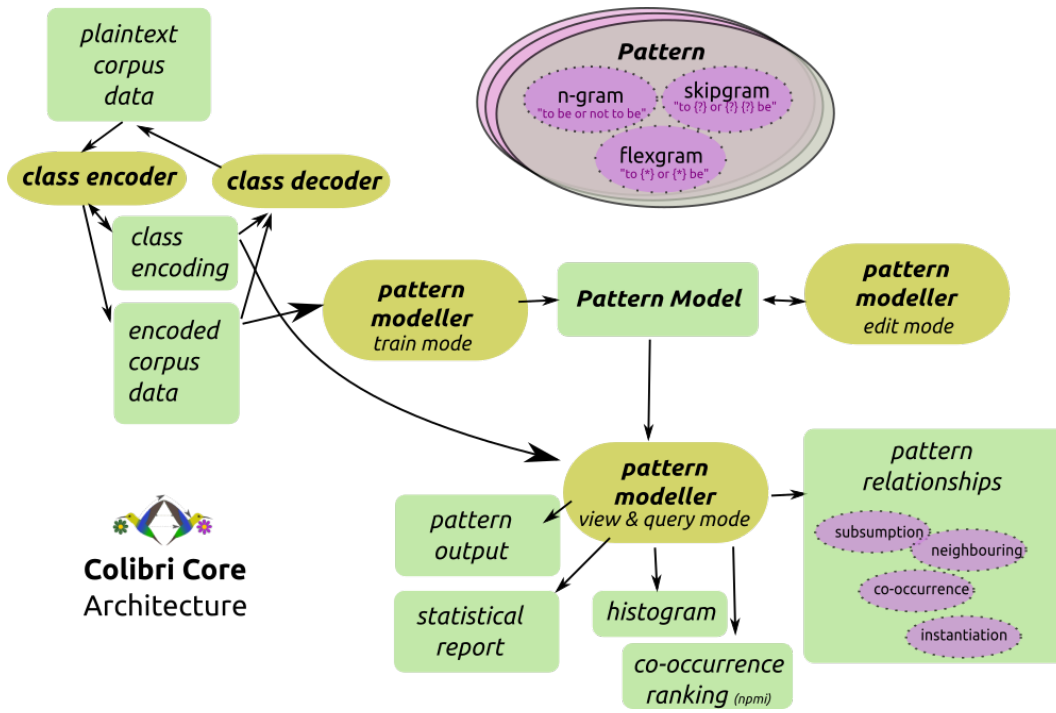 plaintext
corpus
data
Pattern
n-gram
"to be or not to be"
skipgram
"to {?} or {?} {?} be"
flexgram
"to {*} or {*} be"
class encoder
class decoder
class
encoding
encoded
corpus
data
pattern
modeller
train mode
Pattern Model
pattern
modeller
edit mode
pattern
modeller
view & query mode
pattern
relationships
subsumption
neighbouring
co-occurrence
instantiation
pattern
output
statistical
report
histogram
co-occurrence
ranking (npmi)
Colibri Core
Architecture